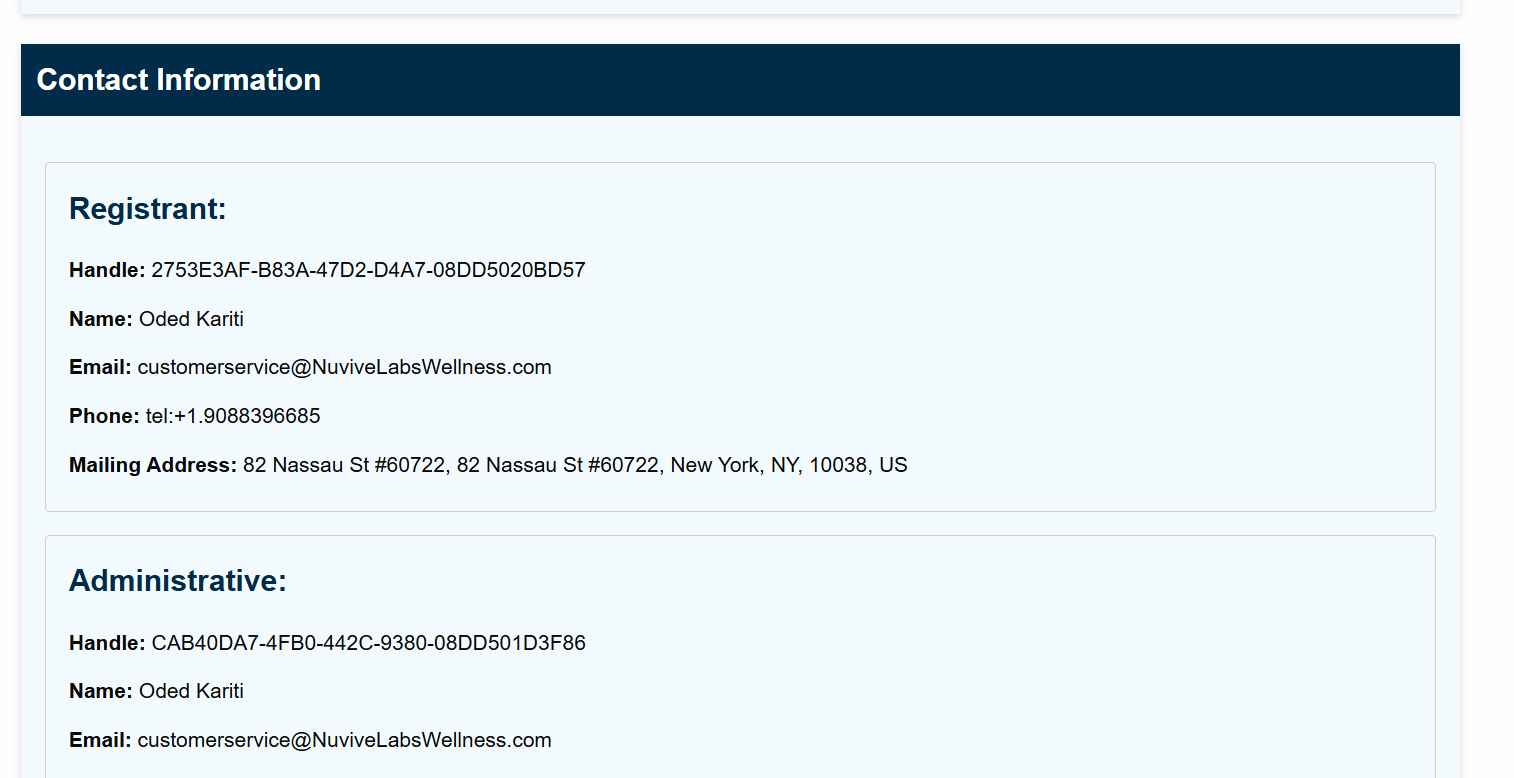 Contact Information
Registrant:
Handle: 2753E3AF-B83A-47D2-D4A7-08DD5020BD57
Name: Oded Kariti
Email: customerservice@NuviveLabsWellness.com
Phone: tel:+1.9088396685
Mailing Address: 82 Nassau St #60722, 82 Nassau St #60722, New York, NY, 10038, US
Administrative:
Handle: CAB40DA7-4FB0-442C-9380-08DD501D3F86
Name: Oded Kariti
Email: customerservice@NuviveLabsWellness.com